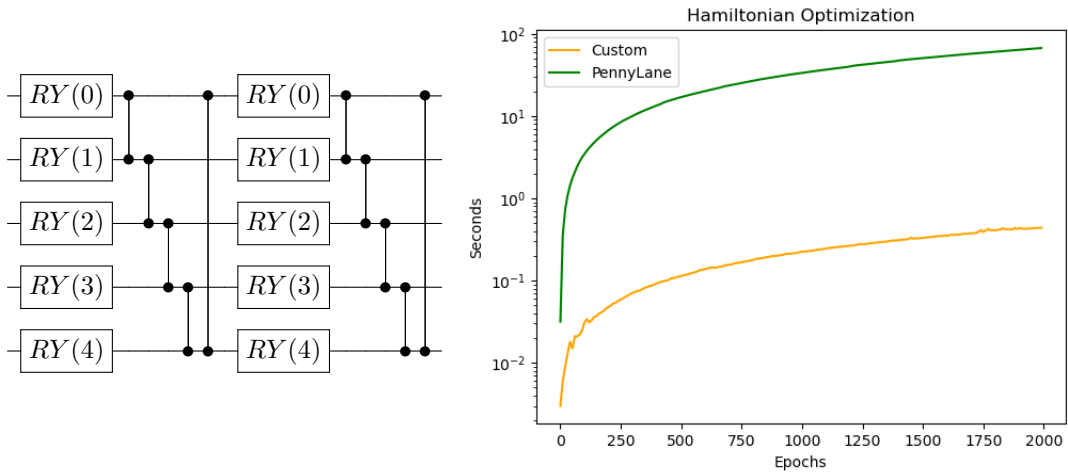 RY(0) RY(0)
RY(1) RY(1)
RY(2) RY(2)
RY(3) RY(3)
RY(4) RY(4)
Hamiltonian Optimization
Custom
PennyLane
Seconds
10²
10¹
10⁰
10⁻¹
10⁻²
0 250 500 750 1000 1250 1500 1750 2000
Epochs